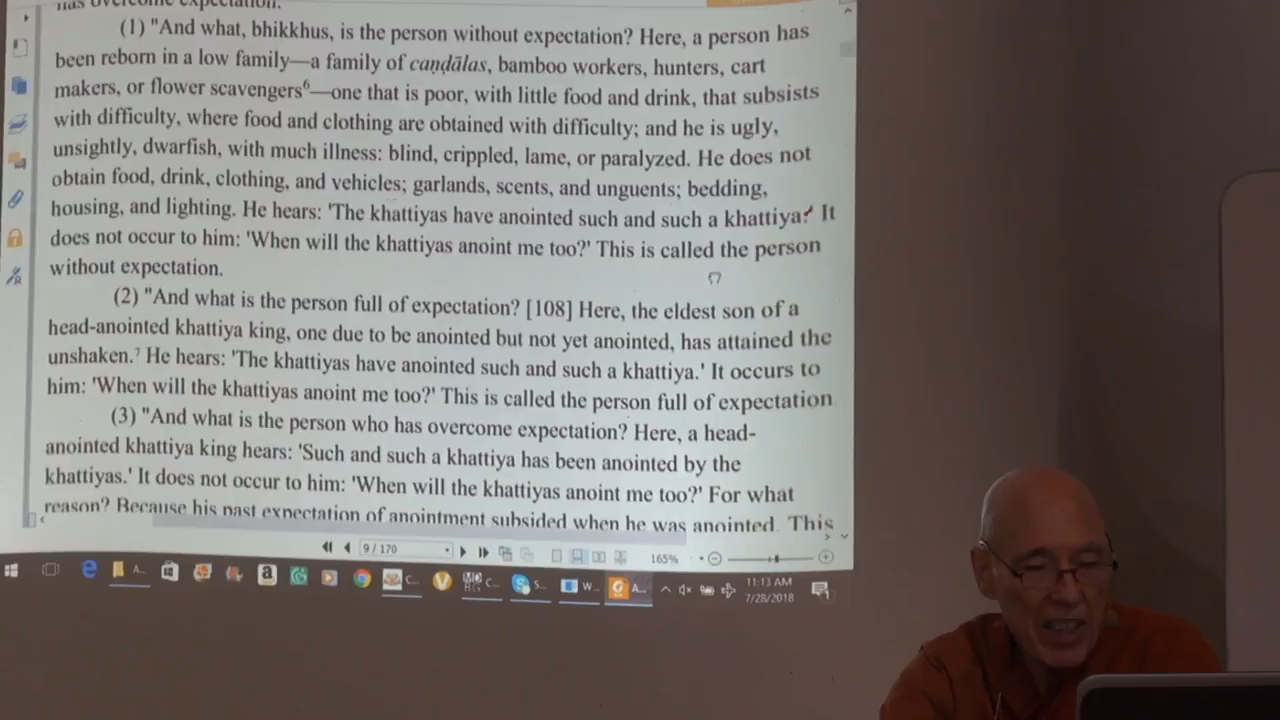 has overcome expectation.
(1) "And what, bhikkhus, is the person without expectation? Here, a person has
been reborn in a low family—a family of caṇḍālas, bamboo workers, hunters, cart
makers, or flower scavengers⁶—one that is poor, with little food and drink, that subsists
with difficulty, where food and clothing are obtained with difficulty; and he is ugly,
unsightly, dwarfish, with much illness: blind, crippled, lame, or paralyzed. He does not
obtain food, drink, clothing, and vehicles; garlands, scents, and unguents; bedding,
housing, and lighting. He hears: 'The khattiyas have anointed such and such a khattiya.' It
does not occur to him: 'When will the khattiyas anoint me too?' This is called the person
without expectation.
(2) "And what is the person full of expectation? [108] Here, the eldest son of a
head-anointed khattiya king, one due to be anointed but not yet anointed, has attained the
unshaken.⁷ He hears: 'The khattiyas have anointed such and such a khattiya.' It occurs to
him: 'When will the khattiyas anoint me too?' This is called the person full of expectation
(3) "And what is the person who has overcome expectation? Here, a head-
anointed khattiya king hears: 'Such and such a khattiya has been anointed by the
khattiyas.' It does not occur to him: 'When will the khattiyas anoint me too?' For what
reason? Because his past expectation of anointment subsided when he was anointed. This
9 / 170
165%
A... C... C... S... W... A...
11:13 AM
7/28/2018